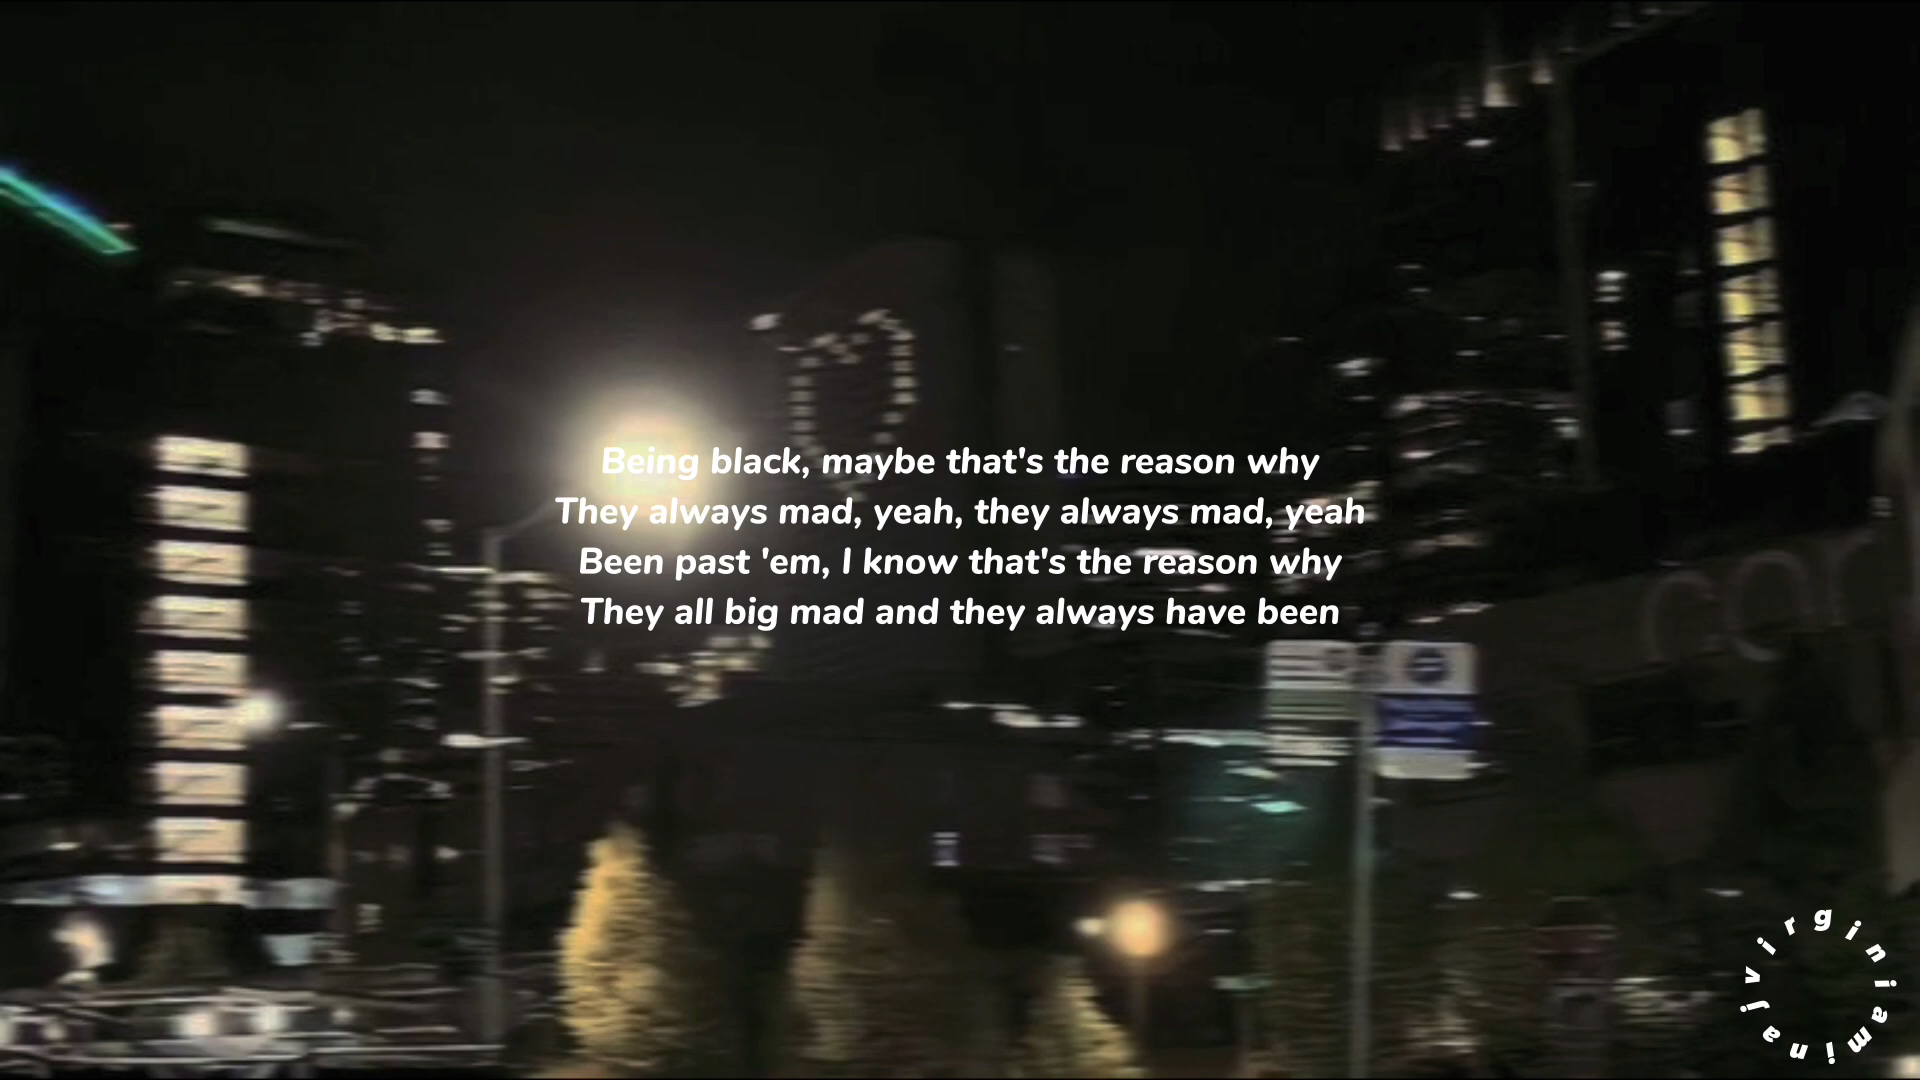 Being black, maybe that's the reason why
They always mad, yeah, they always mad, yeah
Been past 'em, I know that's the reason why
They all big mad and they always have been
virginiaminaj